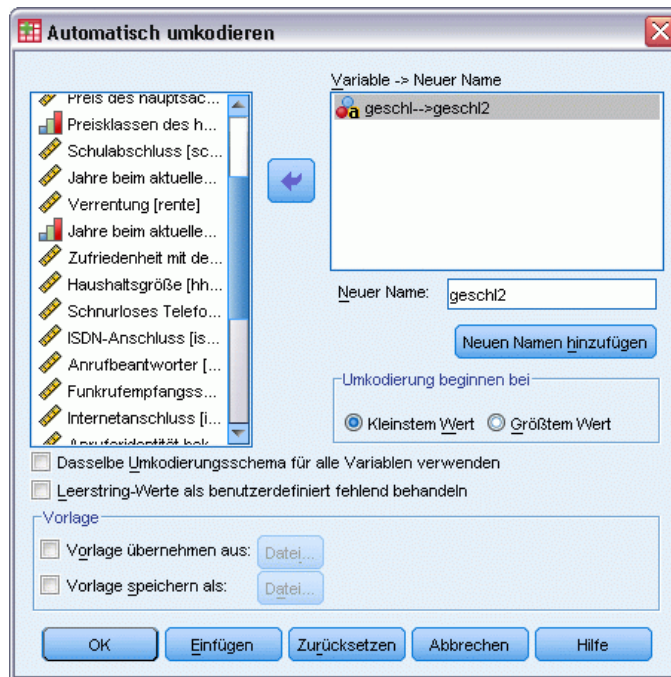 Automatisch umkodieren
Variable -> Neuer Name
Preis des hauptsäc...
Preisklassen des h...
Schulabschluss [sc...
Jahre beim aktuelle...
Verrentung [rente]
Jahre beim aktuelle...
Zufriedenheit mit de...
Haushaltsgröße [hh...
Schnurloses Telefo...
ISDN-Anschluss [is...
Anrufbeantworter [...
Funkrufempfangss...
Internetanschluss [i...
Anruferidentität bek...
geschl-->geschl2
Neuer Name: geschl2
Neuen Namen hinzufügen
Umkodierung beginnen bei
Kleinstem Wert Größtem Wert
Dasselbe Umkodierungsschema für alle Variablen verwenden
Leerstring-Werte als benutzerdefiniert fehlend behandeln
Vorlage
Vorlage übernehmen aus: Datei...
Vorlage speichern als: Datei...
OK Einfügen Zurücksetzen Abbrechen Hilfe